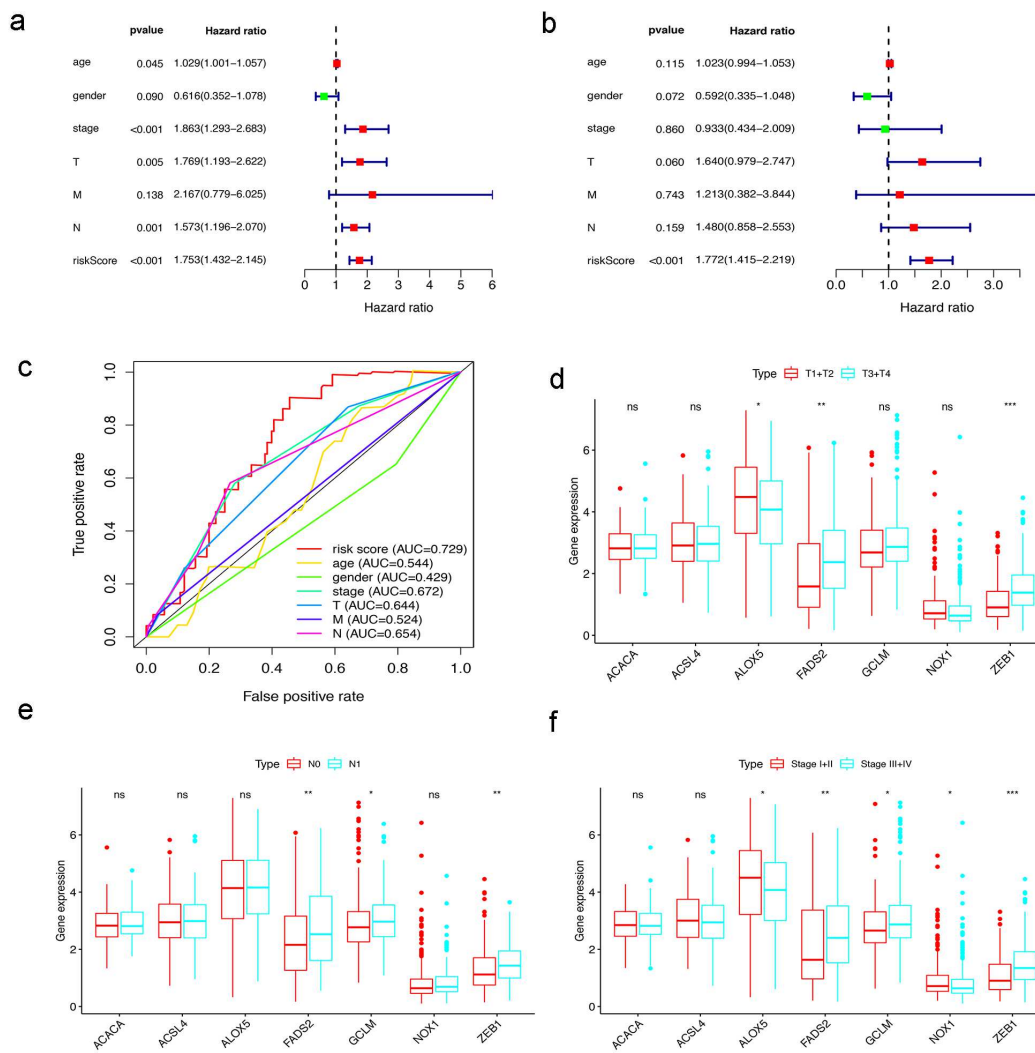 a
pvalue Hazard ratio
age 0.045 1.029(1.001−1.057)
gender 0.090 0.616(0.352−1.078)
stage <0.001 1.863(1.293−2.683)
T 0.005 1.769(1.193−2.622)
M 0.138 2.167(0.779−6.025)
N 0.001 1.573(1.196−2.070)
riskScore <0.001 1.753(1.432−2.145)
0 1 2 3 4 5 6
Hazard ratio
b
pvalue Hazard ratio
age 0.115 1.023(0.994−1.053)
gender 0.072 0.592(0.335−1.048)
stage 0.860 0.933(0.434−2.009)
T 0.060 1.640(0.979−2.747)
M 0.743 1.213(0.382−3.844)
N 0.159 1.480(0.858−2.553)
riskScore <0.001 1.772(1.415−2.219)
0.0 1.0 2.0 3.0
Hazard ratio
c
True positive rate
1.0
0.8
0.6
0.4
0.2
0.0
risk score (AUC=0.729)
age (AUC=0.544)
gender (AUC=0.429)
stage (AUC=0.672)
T (AUC=0.644)
M (AUC=0.524)
N (AUC=0.654)
0.0 0.2 0.4 0.6 0.8 1.0
False positive rate
d
Type T1+T2 T3+T4
ns ns * ** ns ns ***
Gene expression
6
4
2
0
ACACA ACSL4 ALOX5 FADS2 GCLM NOX1 ZEB1
e
Type N0 N1
ns ns ns ** * ns **
Gene expression
6
4
2
0
ACACA ACSL4 ALOX5 FADS2 GCLM NOX1 ZEB1
f
Type Stage I+II Stage III+IV
ns ns * ** * * ***
Gene expression
6
4
2
0
ACACA ACSL4 ALOX5 FADS2 GCLM NOX1 ZEB1